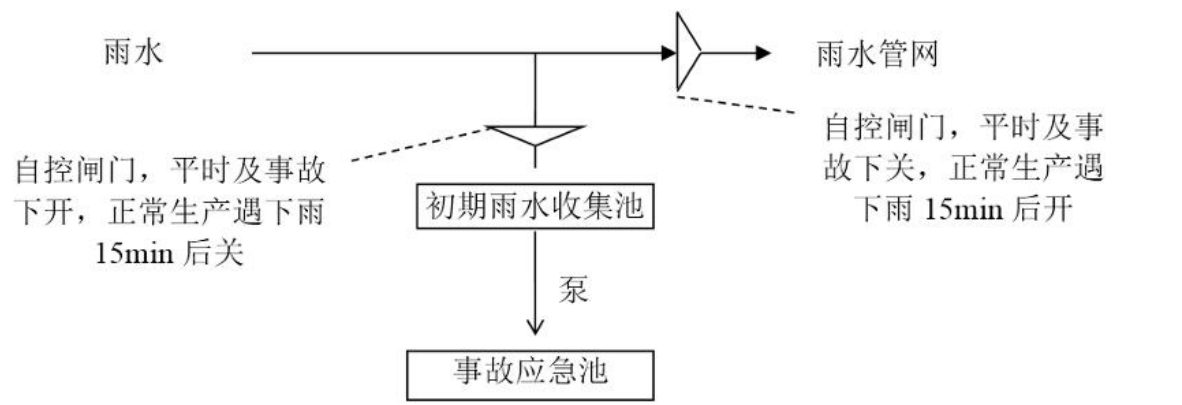 雨水
雨水管网
自控闸门，平时及事故
下开，正常生产遇下雨
15min 后关
自控闸门，平时及事
故下关，正常生产遇
下雨 15min 后开
初期雨水收集池
泵
事故应急池